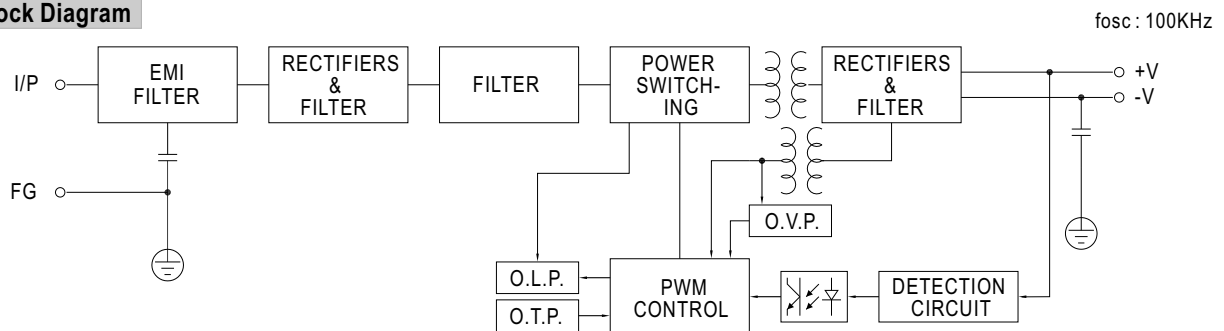 ock Diagram
fosc : 100KHz
I/P
EMI
FILTER
RECTIFIERS
&
FILTER
FILTER
POWER
SWITCH-
ING
RECTIFIERS
&
FILTER
+V
-V
FG
O.V.P.
O.L.P.
O.T.P.
PWM
CONTROL
DETECTION
CIRCUIT